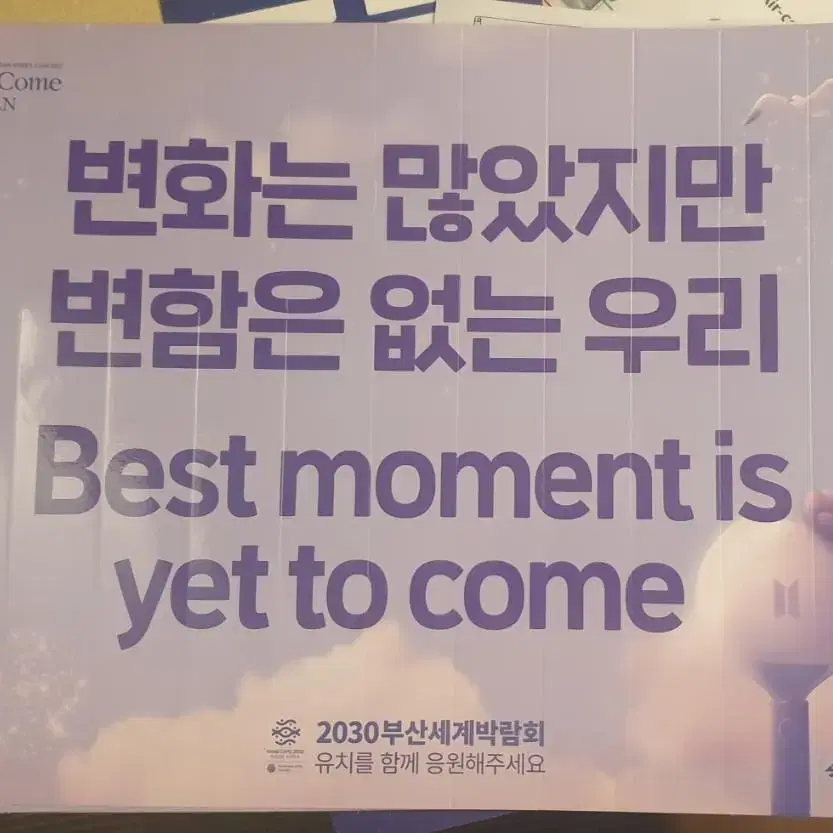 Come
변화는 많았지만
변함은 없는 우리
Best moment is
yet to come
2030부산세계박람회
유치를 함께 응원해주세요